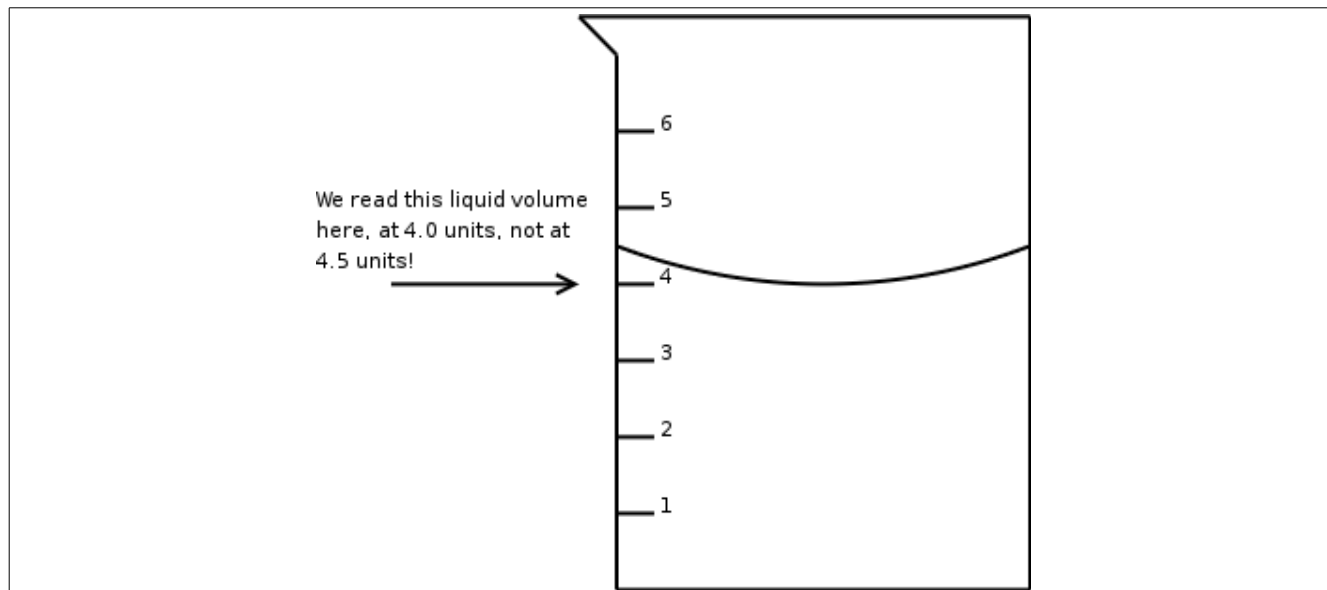 6
We read this liquid volume
5
here, at 4.0 units, not at
4.5 units!
4
3
2
1